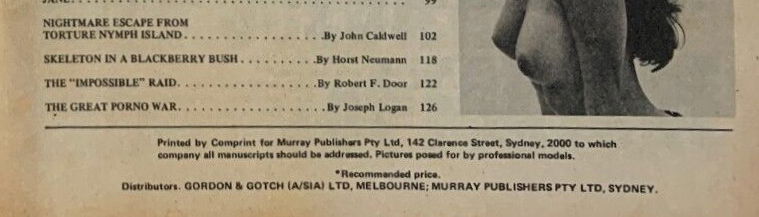 JANE. . . . . . . . . . . . . . . . . . . . . . . . . . . . . . . . . . . 99
NIGHTMARE ESCAPE FROM
TORTURE NYMPH ISLAND. . . . . . . . . . . . . . . . .By John Caldwell 102
SKELETON IN A BLACKBERRY BUSH . . . . . . . . . .By Horst Neumann 118
THE "IMPOSSIBLE" RAID. . . . . . . . . . . . . . . . . .By Robert F. Door 122
THE GREAT PORNO WAR. . . . . . . . . . . . . . . . . . .By Joseph Logan 126
Printed by Comprint for Murray Publishers Pty Ltd, 142 Clarence Street, Sydney, 2000 to which
company all manuscripts should be addressed. Pictures posed for by professional models.
*Recommended price.
Distributors. GORDON & GOTCH (A/SIA) LTD, MELBOURNE; MURRAY PUBLISHERS PTY LTD, SYDNEY.